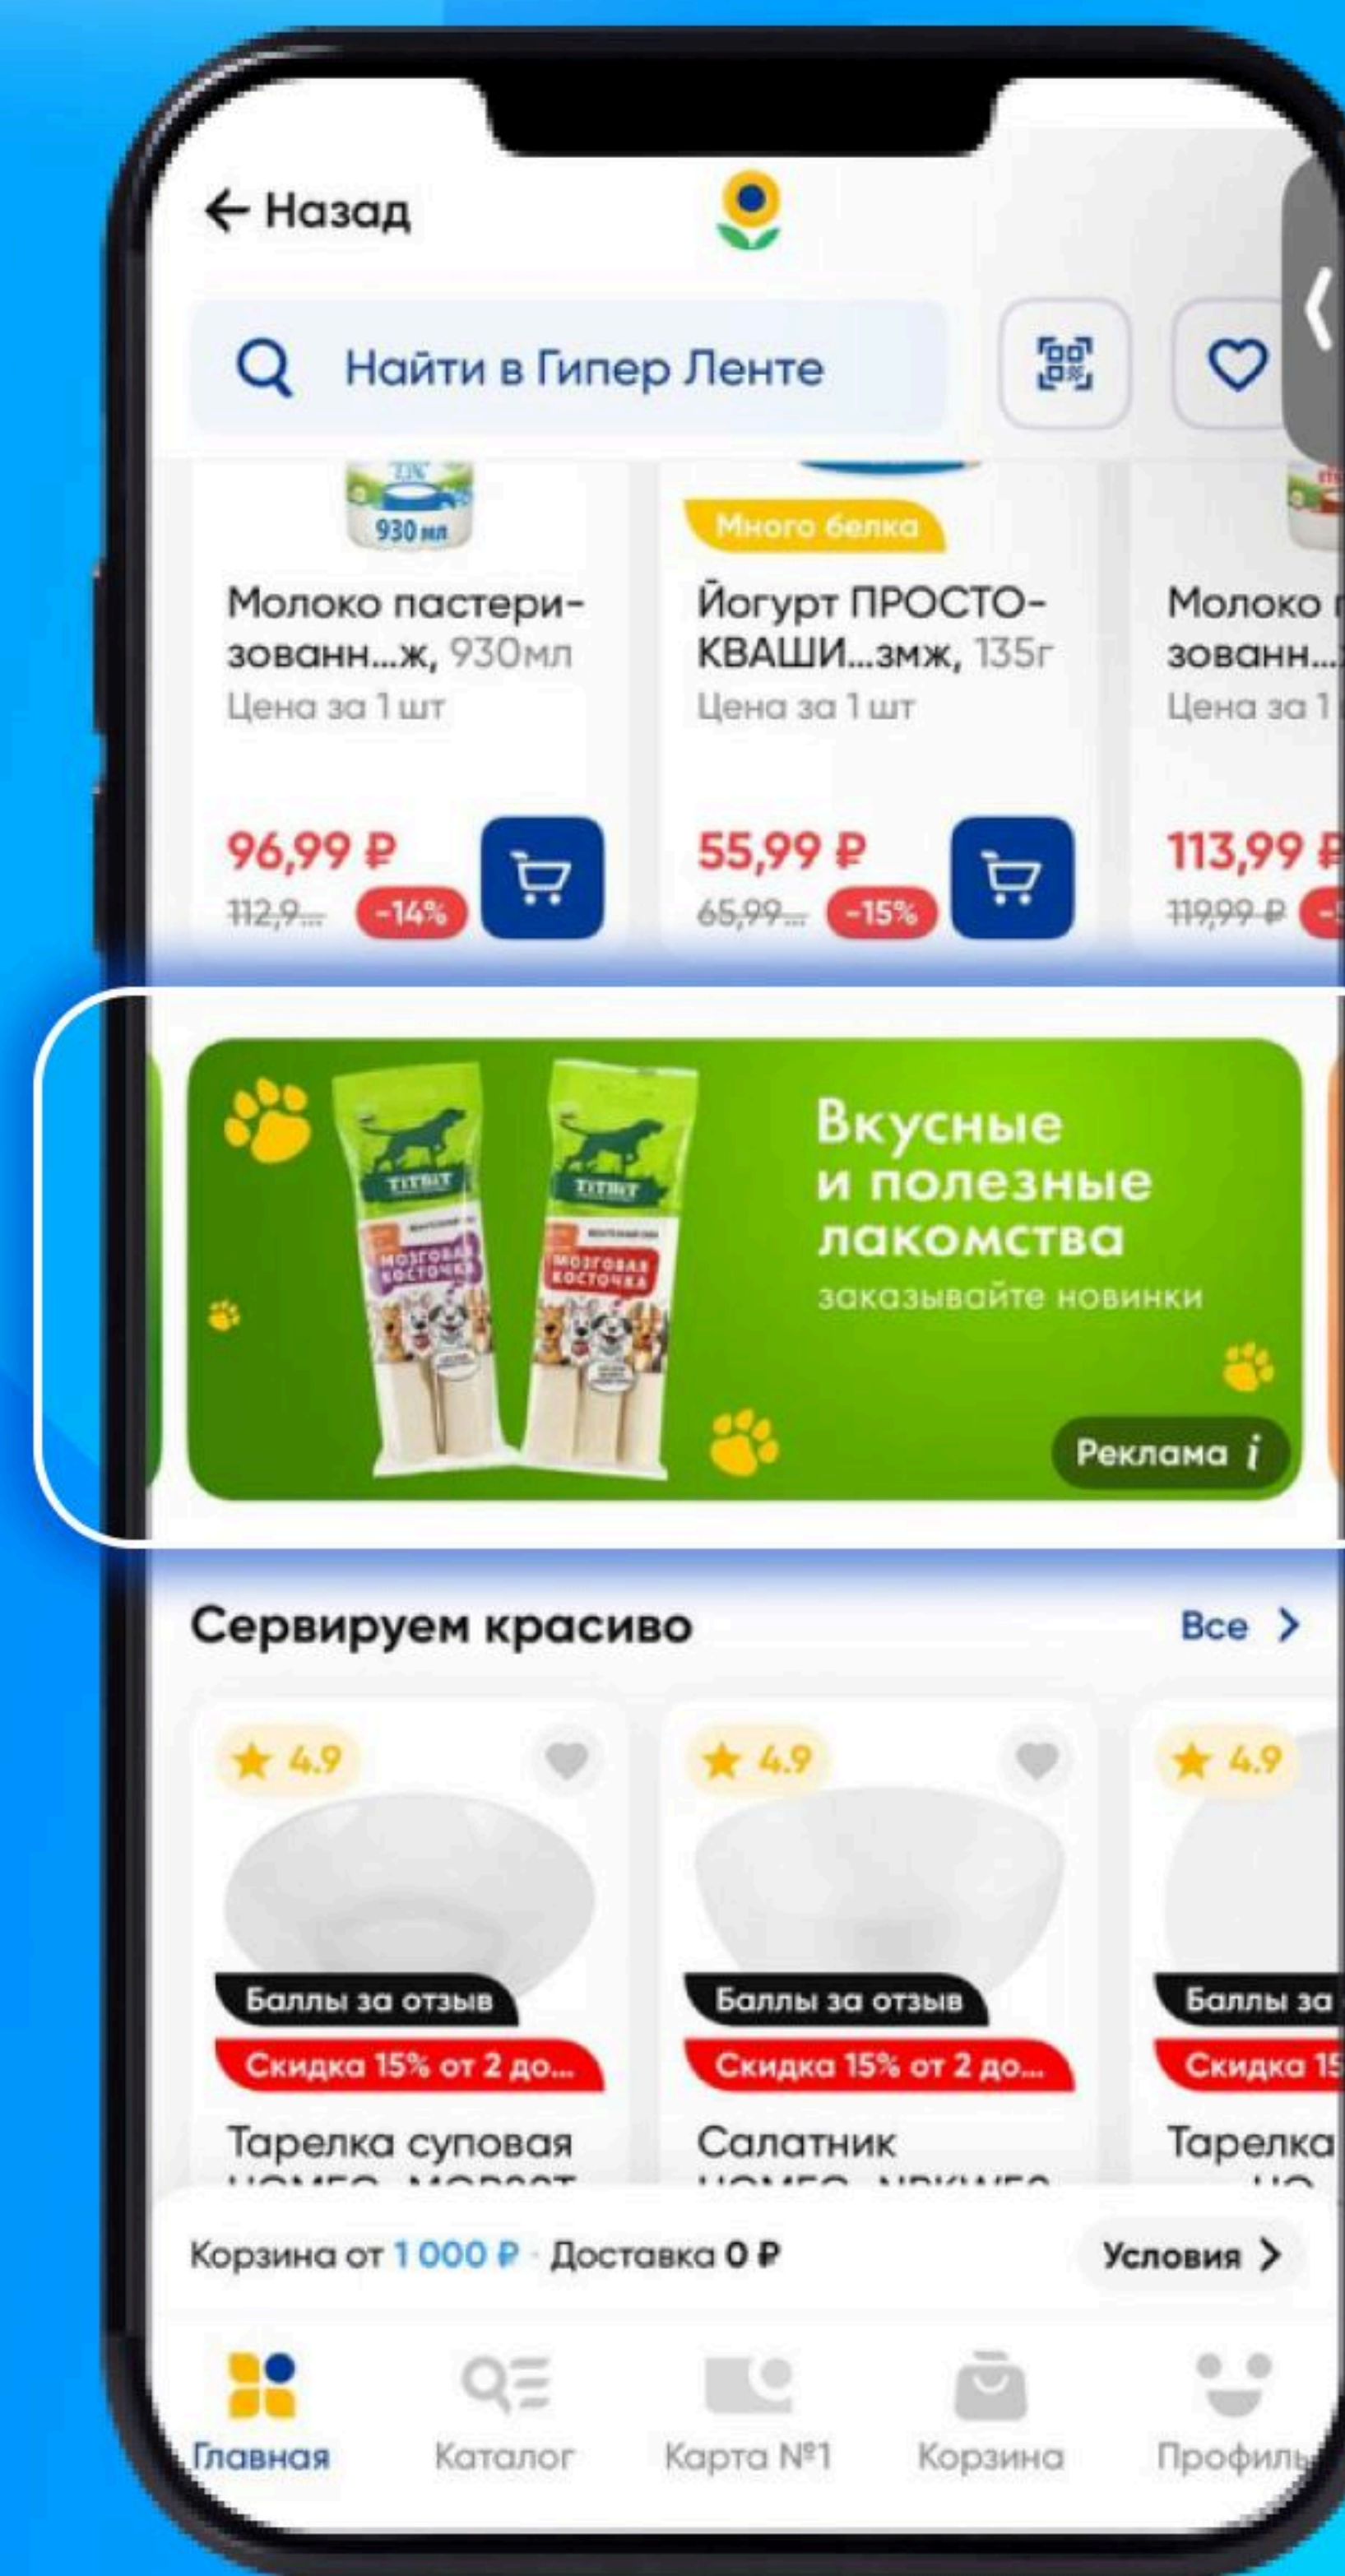 Назад
Найти в Гипер Ленте
930 мл
Много белка
Молоко пастери-
зованн...ж, 930мл
Цена за 1 шт
96,99 ₽
112,9...
-14%
Йогурт ПРОСТО-
КВАШИ...змж, 135г
Цена за 1 шт
55,99 ₽
65,99...
-15%
Молоко
зованн...
Цена за 1
113,99 ₽
119,99 ₽
TITBIT
МОЗГОВАЯ
КОСТОЧКА
TITBIT
МОЗГОВАЯ
КОСТОЧКА
Вкусные
и полезные
лакомства
заказывайте новинки
Реклама i
Сервируем красиво
Все
4.9
4.9
4.9
Баллы за отзыв
Скидка 15% от 2 до...
Тарелка суповая
Баллы за отзыв
Скидка 15% от 2 до...
Салатник
Баллы за
Скидка 15
Тарелка
Корзина от 1 000 ₽ · Доставка 0 ₽
Условия
Главная
Каталог
Карта №1
Корзина
Профиль